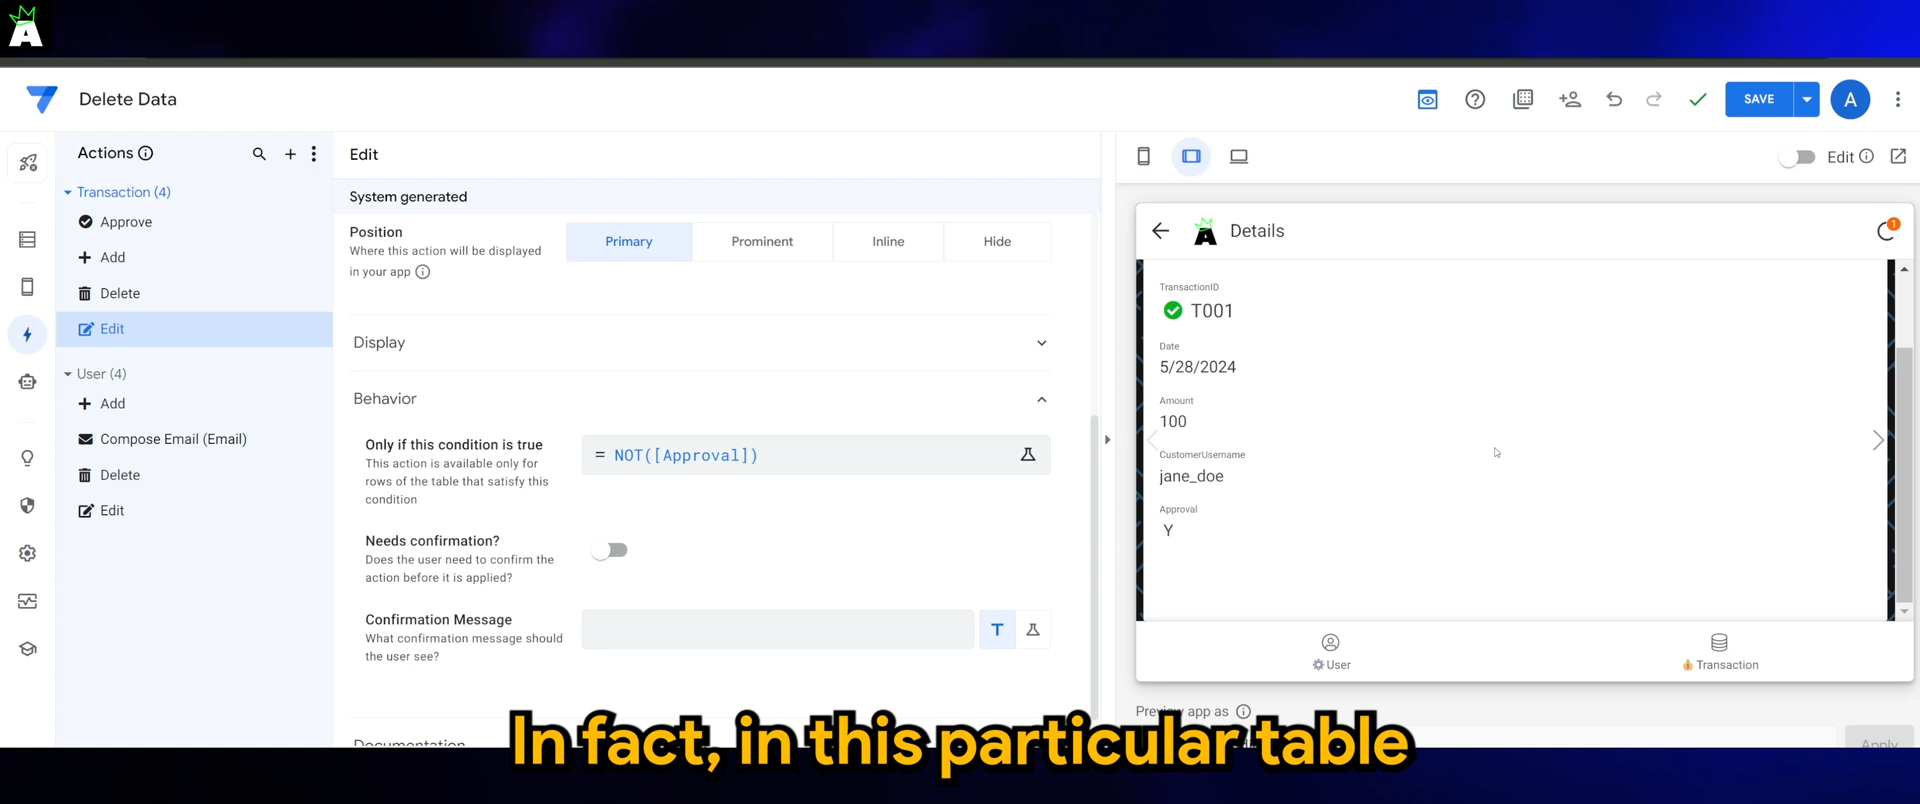 A
Delete Data
SAVE
A
Actions
Transaction (4)
Approve
Add
Delete
Edit
User (4)
Add
Compose Email (Email)
Delete
Edit
Edit
System generated
Position
Where this action will be displayed
in your app
Primary
Prominent
Inline
Hide
Display
Behavior
Only if this condition is true
This action is available only for
rows of the table that satisfy this
condition
= NOT([Approval])
Needs confirmation?
Does the user need to confirm the
action before it is applied?
Confirmation Message
What confirmation message should
the user see?
T
Documentation
Edit
A
Details
1
TransactionID
T001
Date
5/28/2024
Amount
100
CustomerUsername
jane_doe
Approval
Y
User
Transaction
Preview app as
Apply
In fact, in this particular table